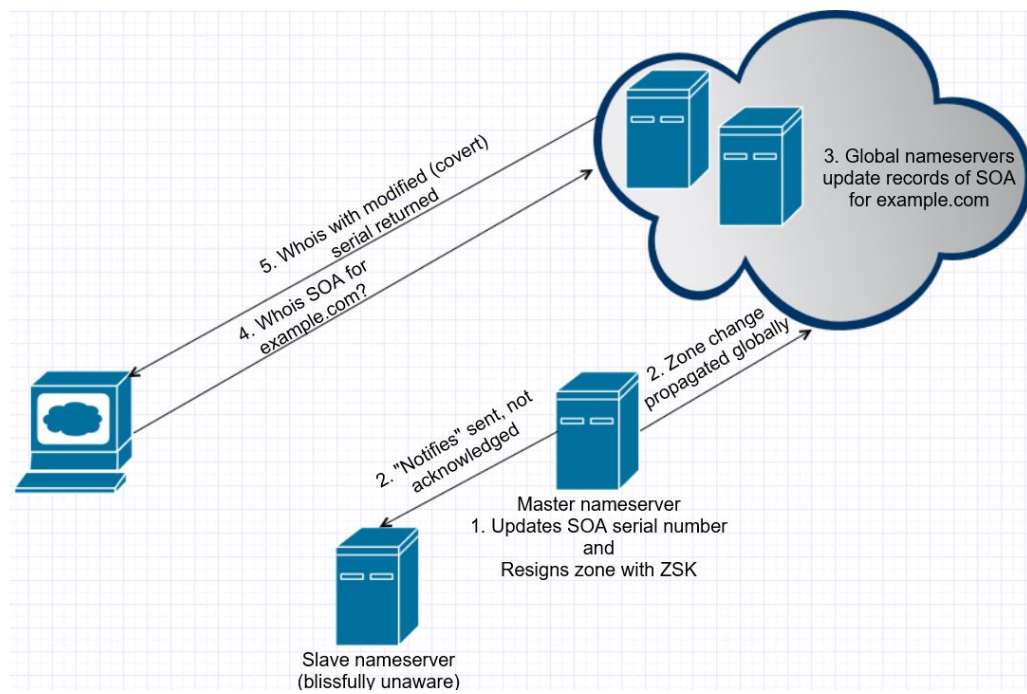 3. Global nameservers
update records of SOA
for example.com
5. Whois with modified (covert)
serial returned
4. Whois SOA for
example.com?
2. Zone change
propagated globally
2. "Notifies" sent, not
acknowledged
Master nameserver
1. Updates SOA serial number
and
Resigns zone with ZSK
Slave nameserver
(blissfully unaware)